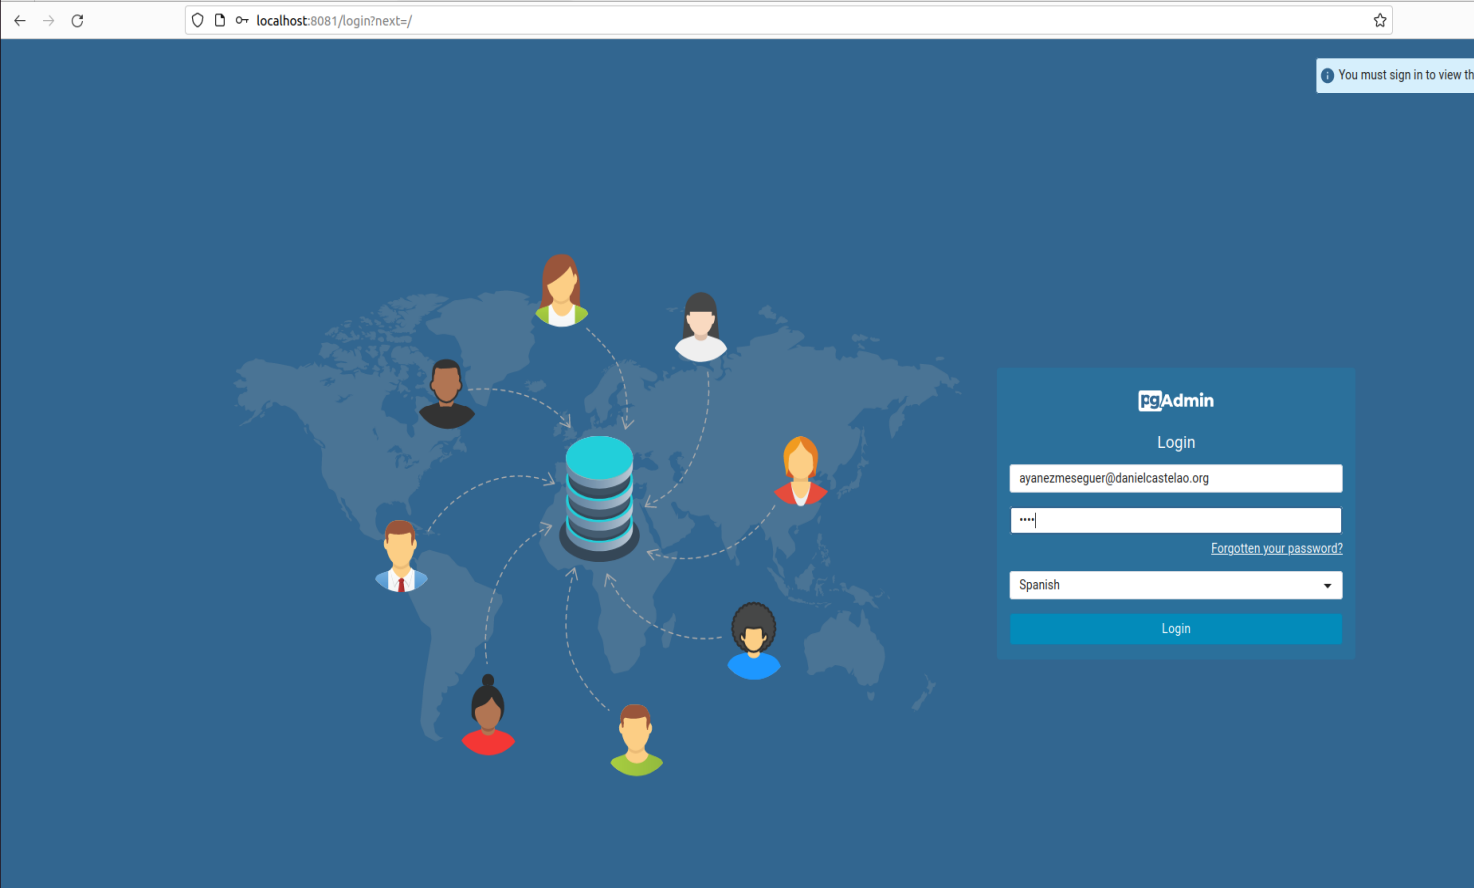 localhost:8081/login?next=/
You must sign in to view th
pgAdmin
Login
ayanezmeseguer@danielcastelao.org
••••
Forgotten your password?
Spanish
Login